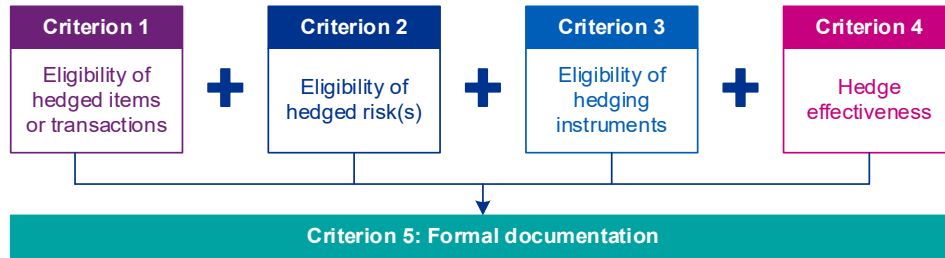 Criterion 1
Eligibility of
hedged items
or transactions
Criterion 2
Eligibility of
hedged risk(s)
Criterion 3
Eligibility of
hedging
instruments
Criterion 4
Hedge
effectiveness
Criterion 5: Formal documentation